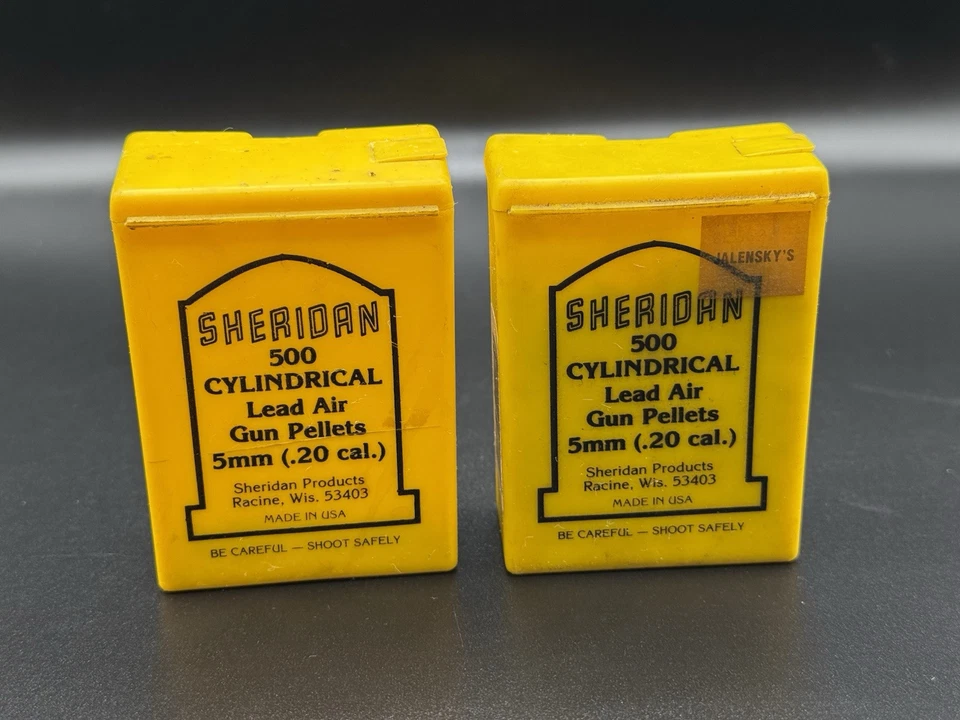 SHERIDAN
500
CYLINDRICAL
Lead Air
Gun Pellets
5mm (.20 cal.)
Sheridan Products
Racine, Wis. 53403
MADE IN USA
BE CAREFUL — SHOOT SAFELY
JALENSKY'S
SHERIDAN
500
CYLINDRICAL
Lead Air
Gun Pellets
5mm (.20 cal.)
Sheridan Products
Racine, Wis. 53403
MADE IN USA
BE CAREFUL — SHOOT SAFELY